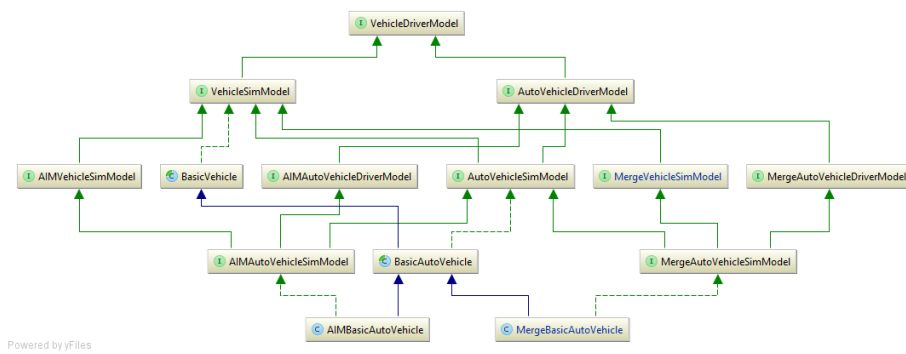 I VehicleDriverModel
I VehicleSimModel
I AutoVehicleDriverModel
I AIMVehicleSimModel
C BasicVehicle
I AIMAutoVehicleDriverModel
I AutoVehicleSimModel
I MergeVehicleSimModel
I MergeAutoVehicleDriverModel
I AIMAutoVehicleSimModel
C BasicAutoVehicle
I MergeAutoVehicleSimModel
C AIMBasicAutoVehicle
C MergeBasicAutoVehicle
Powered by yFiles